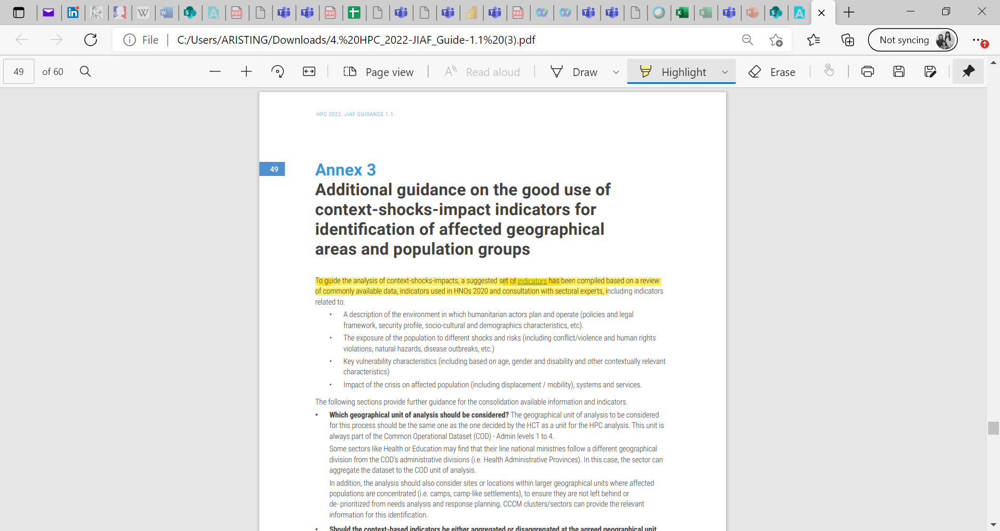 File
C:/Users/ARISTING/Downloads/4.%20HPC_2022-JIAF_Guide-1.1%20(3).pdf
Not syncing
49 of 60
Page view
Read aloud
Draw
Highlight
Erase
HPC 2022: JIAF GUIDANCE 1.1
49
Annex 3
Additional guidance on the good use of
context-shocks-impact indicators for
identification of affected geographical
areas and population groups
To guide the analysis of context-shocks-impacts, a suggested set of indicators has been compiled based on a review
of commonly available data, indicators used in HNOs 2020 and consultation with sectoral experts, including indicators
related to:
• A description of the environment in which humanitarian actors plan and operate (policies and legal
framework, security profile, socio-cultural and demographics characteristics, etc).
• The exposure of the population to different shocks and risks (including conflict/violence and human rights
violations, natural hazards, disease outbreaks, etc.)
• Key vulnerability characteristics (including based on age, gender and disability and other contextually relevant
characteristics)
• Impact of the crisis on affected population (including displacement / mobility), systems and services.
The following sections provide further guidance for the consolidation available information and indicators.
• Which geographical unit of analysis should be considered? The geographical unit of analysis to be considered
for this process should be the same one as the one decided by the HCT as a unit for the HPC analysis. This unit is
always part of the Common Operational Dataset (COD) - Admin levels 1 to 4.
Some sectors like Health or Education may find that their line national ministries follow a different geographical
division from the COD's administrative divisions (i.e. Health Administrative Provinces). In this case, the sector can
aggregate the dataset to the COD unit of analysis.
In addition, the analysis should also consider sites or locations within larger geographical units where affected
populations are concentrated (i.e. camps, camp-like settlements), to ensure they are not left behind or
de- prioritized from needs analysis and response planning. CCCM clusters/sectors can provide the relevant
information for this identification.
• Should the context-based indicators be either aggregated or disaggregated at the agreed geographical unit